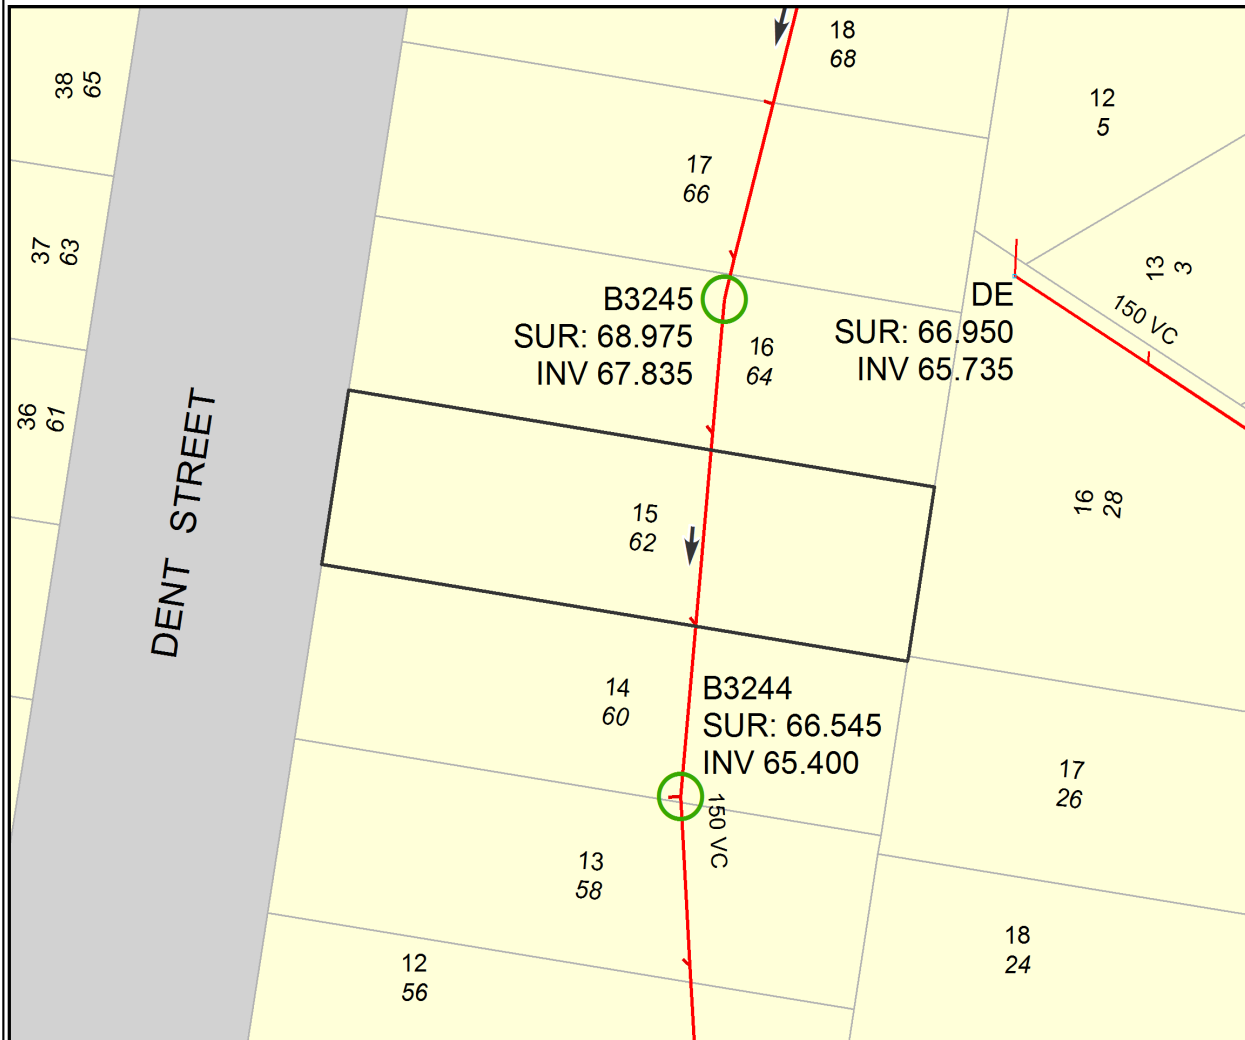 18
68
38
65
12
5
17
66
37
63
13
3
B3245
SUR: 68.975
INV 67.835
DE
SUR: 66.950
INV 65.735
150 VC
16
64
36
61
DENT STREET
15
62
16
28
14
60
B3244
SUR: 66.545
INV 65.400
150 VC
17
26
13
58
18
24
12
56